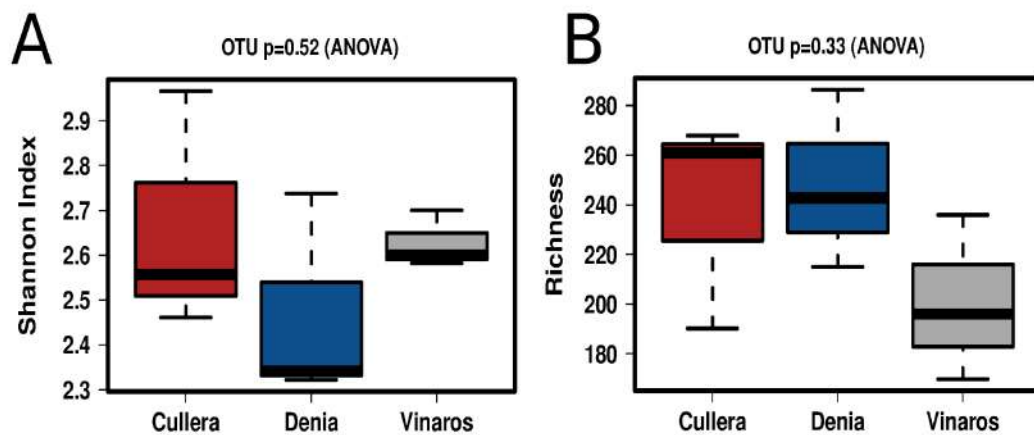 A
OTU p=0.52 (ANOVA)
Shannon Index
2.9
2.8
2.7
2.6
2.5
2.4
2.3
Cullera Denia Vinaros
B
OTU p=0.33 (ANOVA)
Richness
280
260
240
220
200
180
Cullera Denia Vinaros